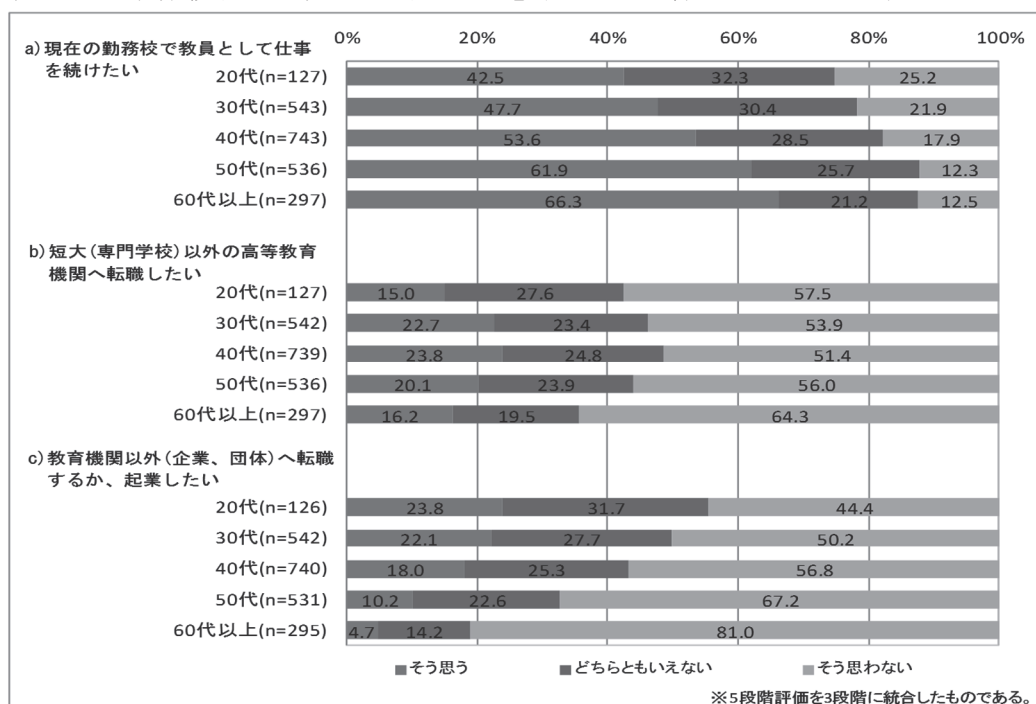 0% 20% 40% 60% 80% 100%
a)現在の勤務校で教員として仕事
を続けたい
20代(n=127) 42.5 32.3 25.2
30代(n=543) 47.7 30.4 21.9
40代(n=743) 53.6 28.5 17.9
50代(n=536) 61.9 25.7 12.3
60代以上(n=297) 66.3 21.2 12.5
b)短大(専門学校)以外の高等教育
機関へ転職したい
20代(n=127) 15.0 27.6 57.5
30代(n=542) 22.7 23.4 53.9
40代(n=739) 23.8 24.8 51.4
50代(n=536) 20.1 23.9 56.0
60代以上(n=297) 16.2 19.5 64.3
c)教育機関以外(企業、団体)へ転職
するか、起業したい
20代(n=126) 23.8 31.7 44.4
30代(n=542) 22.1 27.7 50.2
40代(n=740) 18.0 25.3 56.8
50代(n=531) 10.2 22.6 67.2
60代以上(n=295) 4.7 14.2 81.0
そう思う どちらともいえない そう思わない
※5段階評価を3段階に統合したものである。